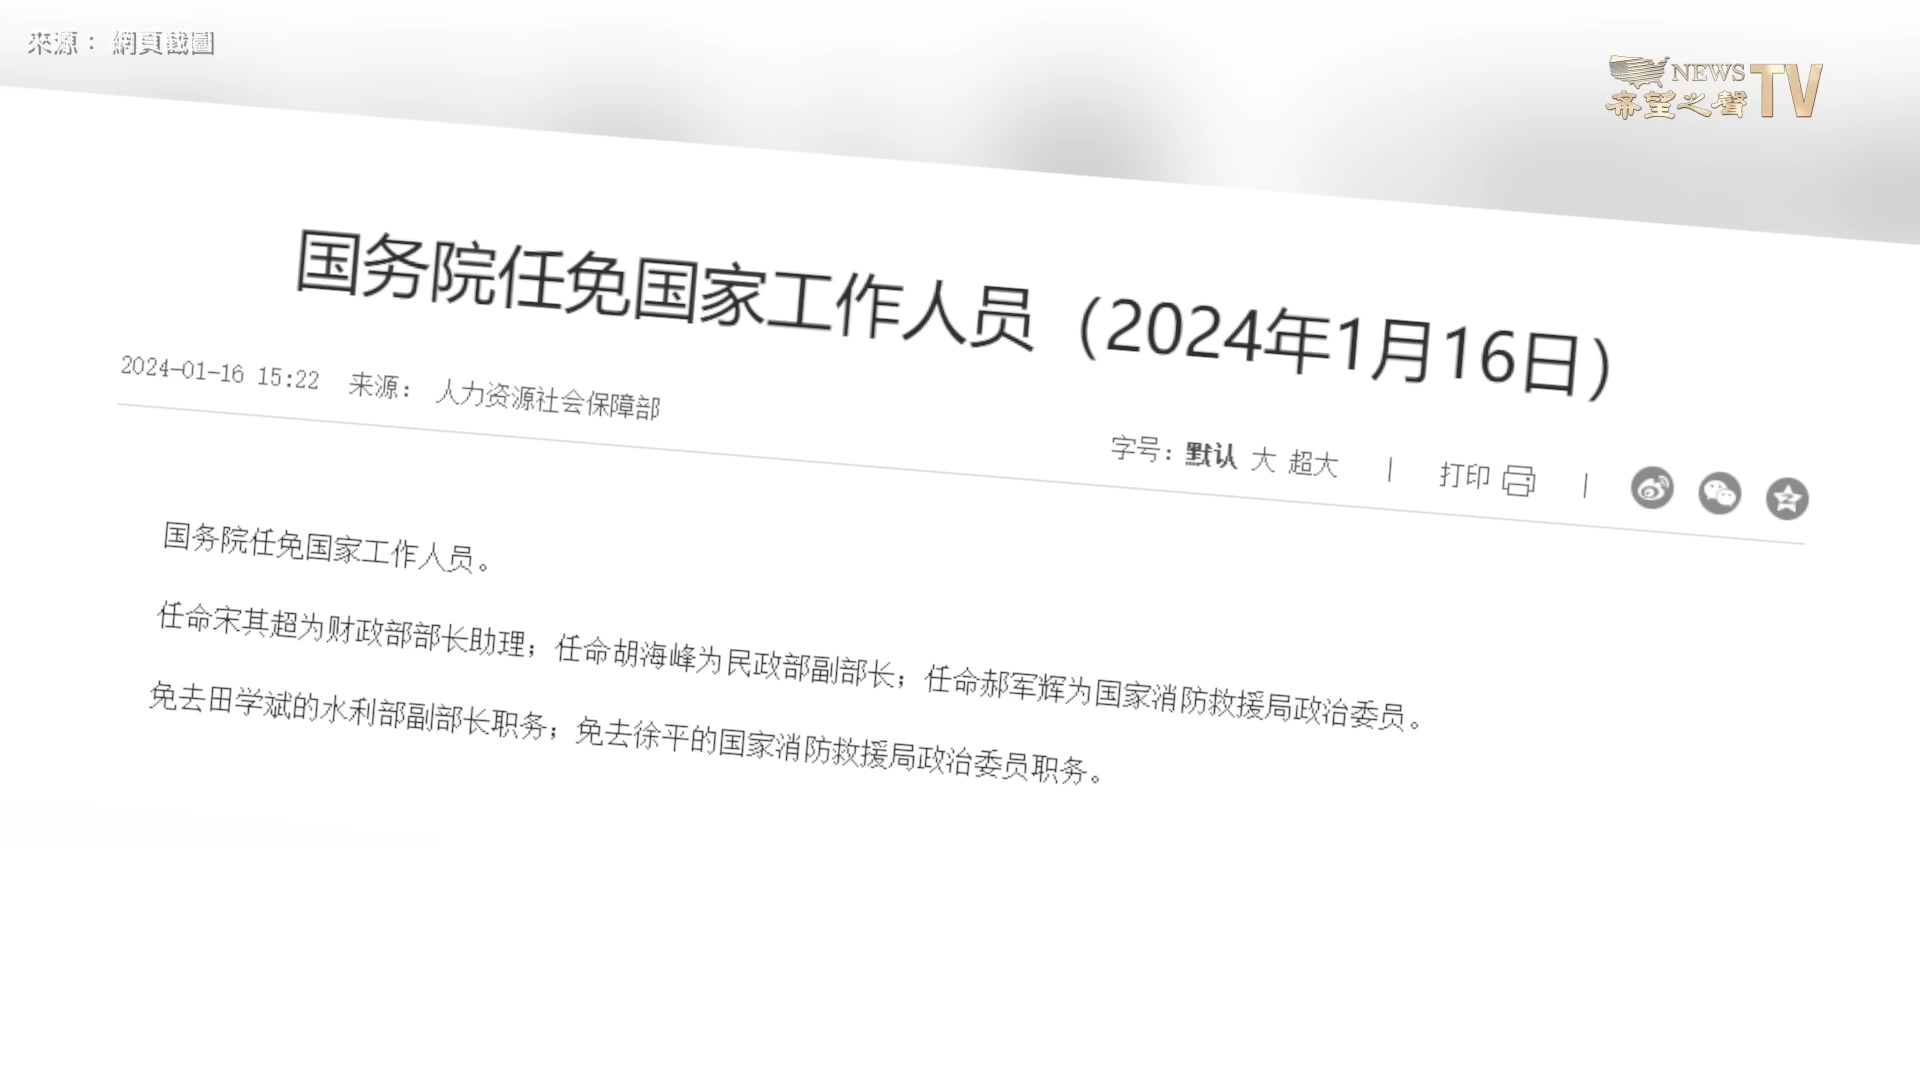 來源： 網頁截圖
NEWS
希望之聲TV
国务院任免国家工作人员（2024年1月16日）
2024-01-16 15:22 来源： 人力资源社会保障部
字号：默认 大 超大 | 打印 |
国务院任免国家工作人员。
任命宋其超为财政部部长助理；任命胡海峰为民政部副部长；任命郝军辉为国家消防救援局政治委员。
免去田学斌的水利部副部长职务；免去徐平的国家消防救援局政治委员职务。